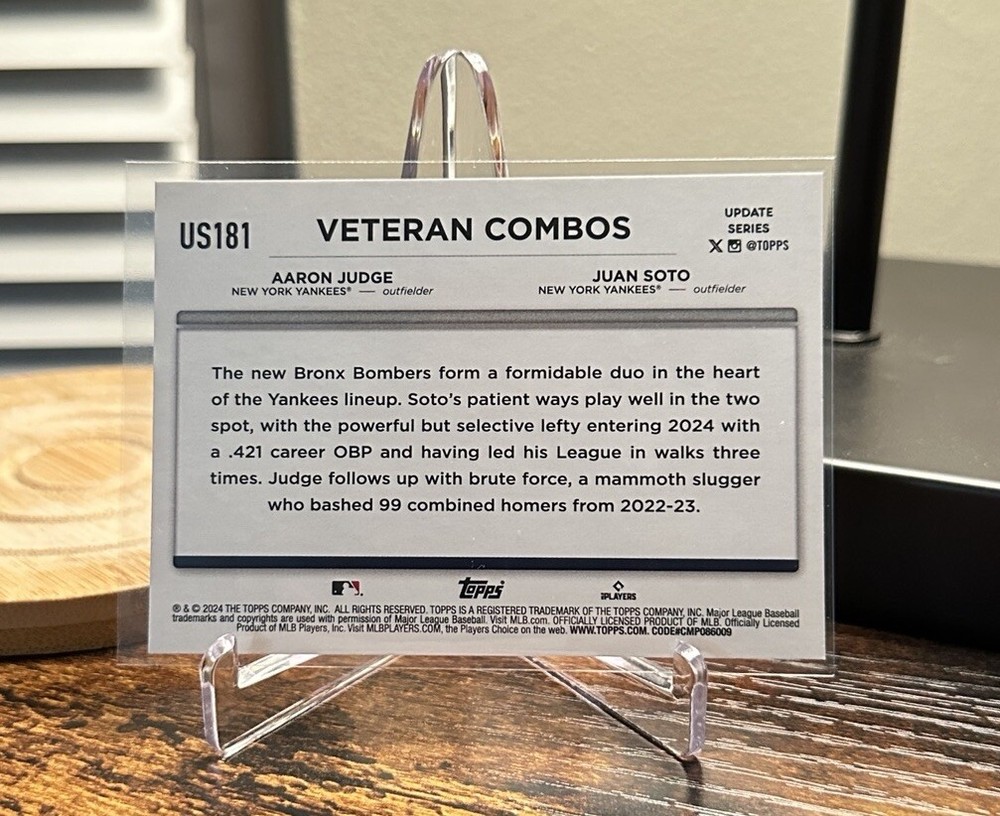 US181
VETERAN COMBOS
UPDATE
SERIES
X @TOPPS
AARON JUDGE
NEW YORK YANKEES® — outfielder
JUAN SOTO
NEW YORK YANKEES® — outfielder
The new Bronx Bombers form a formidable duo in the heart
of the Yankees lineup. Soto's patient ways play well in the two
spot, with the powerful but selective lefty entering 2024 with
a .421 career OBP and having led his League in walks three
times. Judge follows up with brute force, a mammoth slugger
who bashed 99 combined homers from 2022-23.
Topps
PLAYERS
® & © 2024 THE TOPPS COMPANY, INC. ALL RIGHTS RESERVED. TOPPS IS A REGISTERED TRADEMARK OF THE TOPPS COMPANY, INC. Major League Baseball
trademarks and copyrights are used with permission of Major League Baseball. Visit MLB.com. OFFICIALLY LICENSED PRODUCT OF MLB. Officially Licensed
Product of MLB Players, Inc. Visit MLBPLAYERS.COM, the Players Choice on the web. WWW.TOPPS.COM. CODE#CMP086009